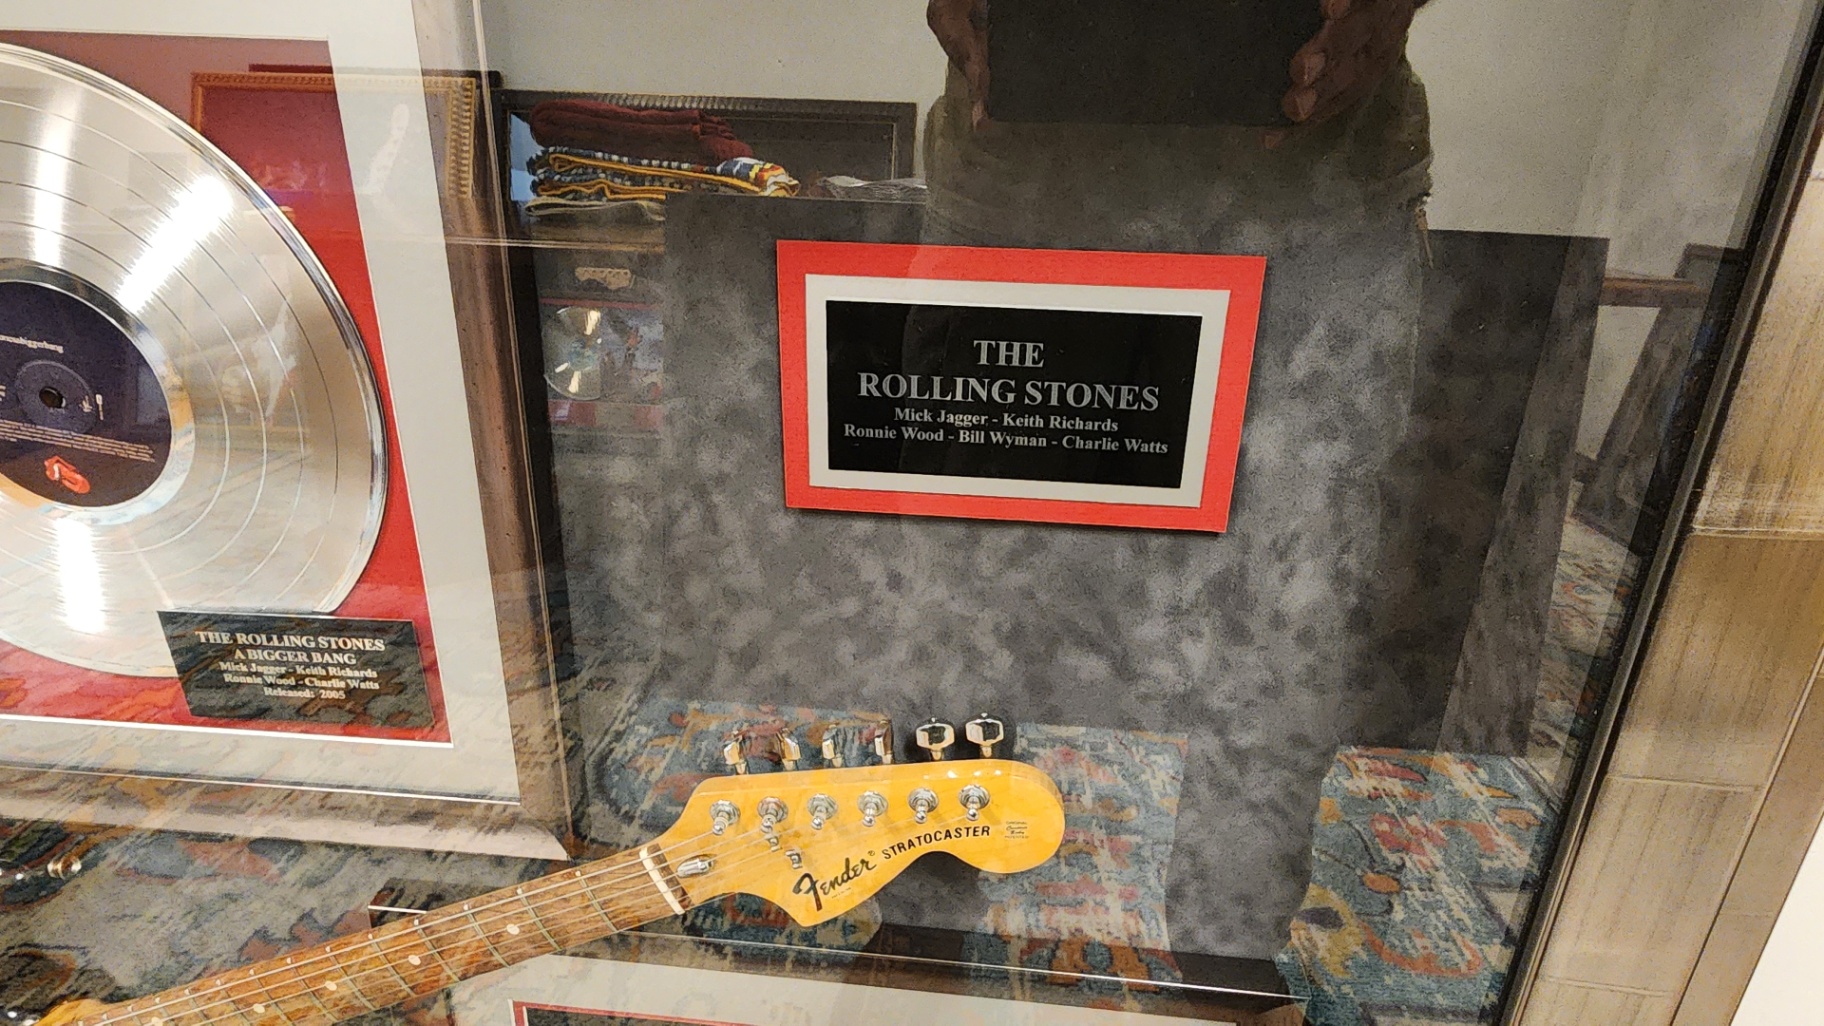 THE
ROLLING STONES
Mick Jagger - Keith Richards
Ronnie Wood - Bill Wyman - Charlie Watts
THE ROLLING STONES
A BIGGER BANG
Mick Jagger - Keith Richards
Ronnie Wood - Charlie Watts
Released: 2005
Fender® STRATOCASTER